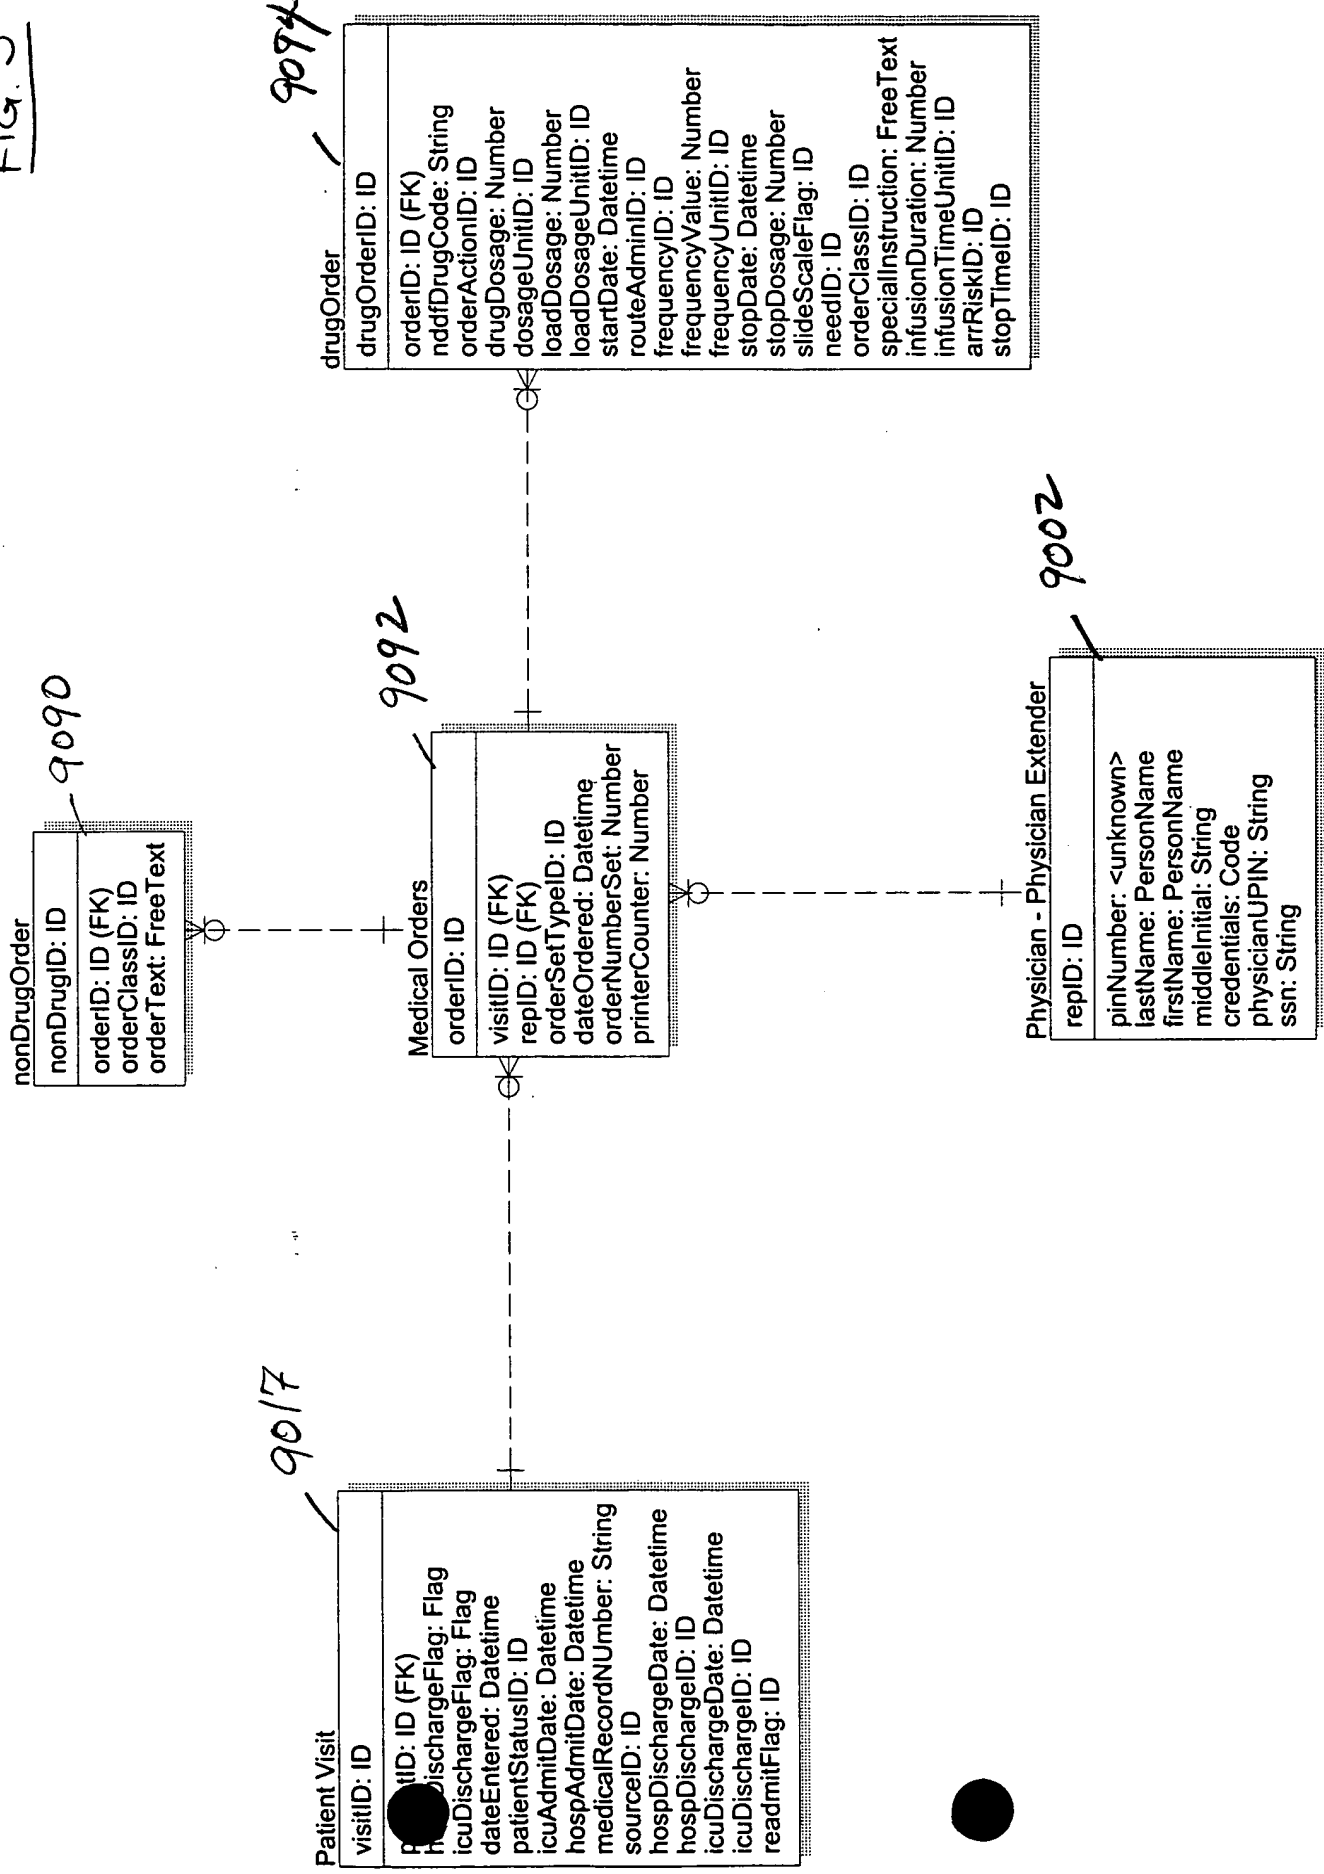 FIG. 5
nonDrugOrder
9090
nonDrugID: ID
orderID: ID (FK)
orderClassID: ID
orderText: FreeText
Patient Visit
9017
visitID: ID
tID: ID (FK)
DischargeFlag: Flag
icuDischargeFlag: Flag
dateEntered: Datetime
patientStatusID: ID
icuAdmitDate: Datetime
hospAdmitDate: Datetime
medicalRecordNUmber: String
sourceID: ID
hospDischargeDate: Datetime
hospDischargeID: ID
icuDischargeDate: Datetime
icuDischargeID: ID
readmitFlag: ID
Medical Orders
9092
orderID: ID
visitID: ID (FK)
repID: ID (FK)
orderSetTypeID: ID
dateOrdered: Datetime
orderNumberSet: Number
printerCounter: Number
drugOrder
9094
drugOrderID: ID
orderID: ID (FK)
nddfDrugCode: String
orderActionID: ID
drugDosage: Number
dosageUnitID: ID
loadDosage: Number
loadDosageUnitID: ID
startDate: Datetime
routeAdminID: ID
frequencyID: ID
frequencyValue: Number
frequencyUnitID: ID
stopDate: Datetime
stopDosage: Number
slideScaleFlag: ID
needID: ID
orderClassID: ID
specialInstruction: FreeText
infusionDuration: Number
infusionTimeUnitID: ID
arrRiskID: ID
stopTimeID: ID
Physician - Physician Extender
9002
repID: ID
pinNumber: <unknown>
lastName: PersonName
firstName: PersonName
middleInitial: String
credentials: Code
physicianUPIN: String
ssn: String